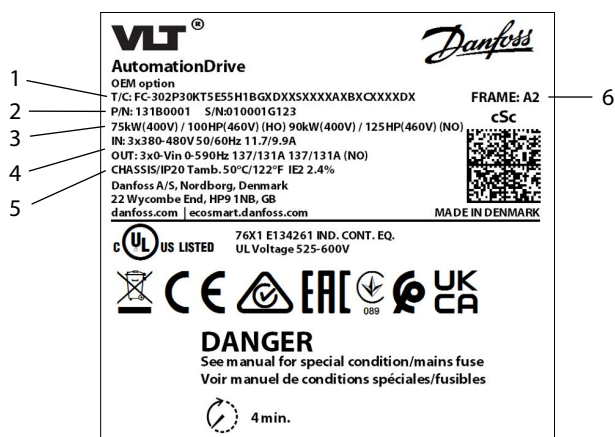 VLT®
Danfoss
AutomationDrive
OEM option
1
T/C: FC-302P30KT5E55H1BGXDXXSXXXXAXBXCXXXXDX
FRAME: A2
6
2
P/N: 131B0001 S/N:010001G123
cSc
3
75kW(400V) / 100HP(460V) (HO) 90kW(400V) / 125HP(460V) (NO)
4
IN: 3x380-480V 50/60Hz 11.7/9.9A
OUT: 3x0-Vin 0-590Hz 137/131A 137/131A (NO)
5
CHASSIS/IP20 Tamb. 50°C/122°F IE2 2.4%
Danfoss A/S, Nordborg, Denmark
22 Wycombe End, HP9 1NB, GB
danfoss.com | ecosmart.danfoss.com
MADE IN DENMARK
C UL US LISTED
76X1 E134261 IND. CONT. EQ.
UL Voltage 525-600V
CE EAC 089 UKCA
DANGER
See manual for special condition/mains fuse
Voir manuel de conditions spéciales/fusibles
4 min.